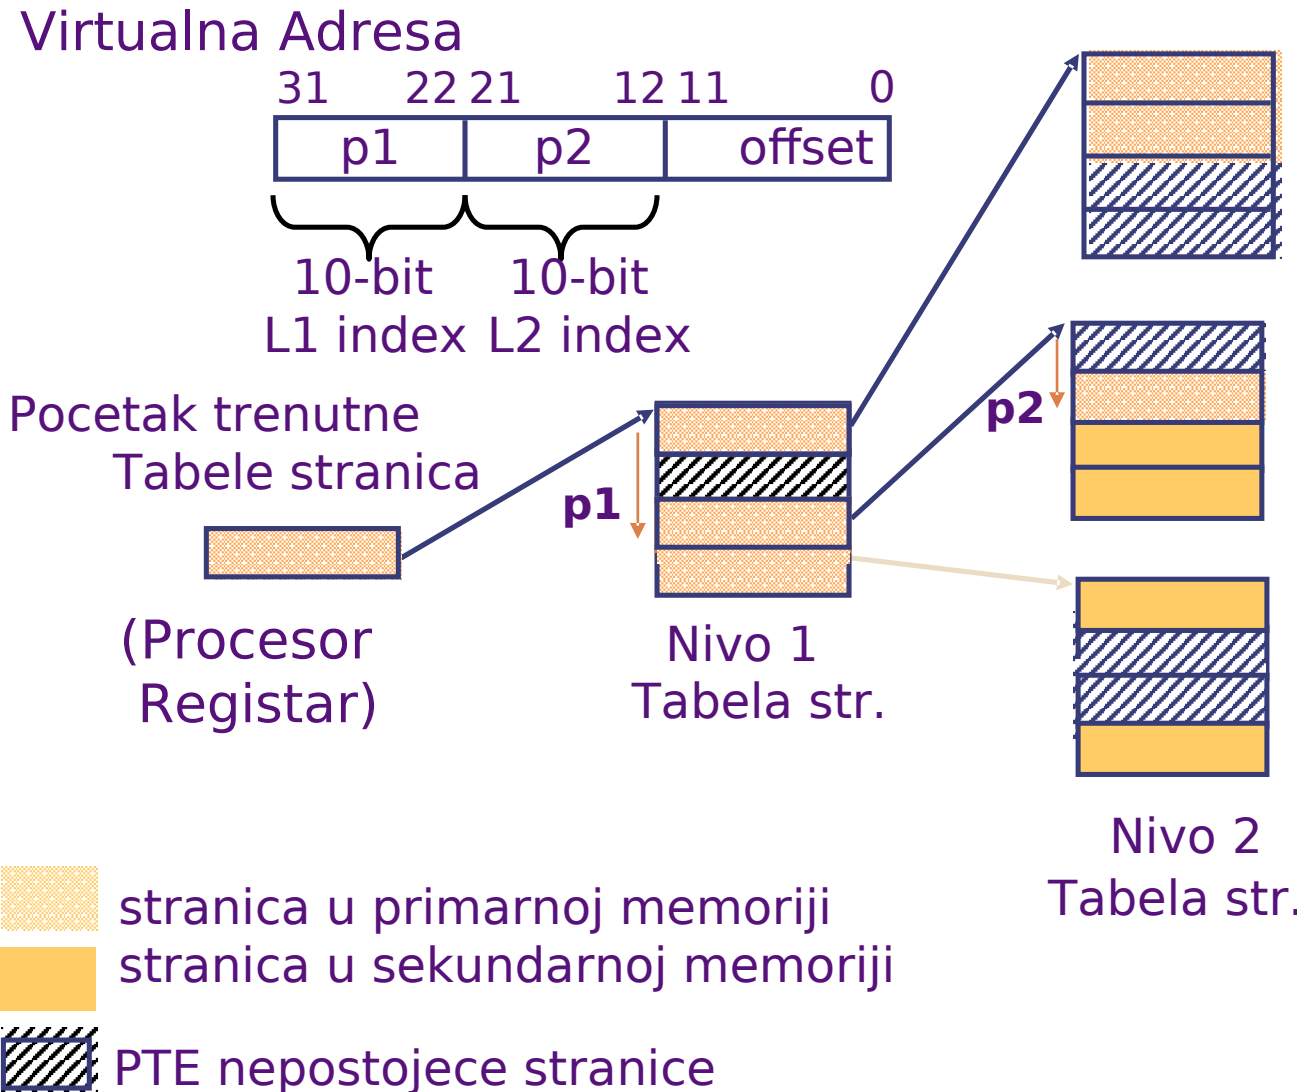 Virtualna Adresa
31 22 21 12 11 0
p1 p2 offset
10-bit 10-bit
L1 index L2 index
Pocetak trenutne
Tabele stranica
p1
p2
(Procesor
Registar)
Nivo 1
Tabela str.
Nivo 2
Tabela str.
stranica u primarnoj memoriji
stranica u sekundarnoj memoriji
PTE nepostojece stranice